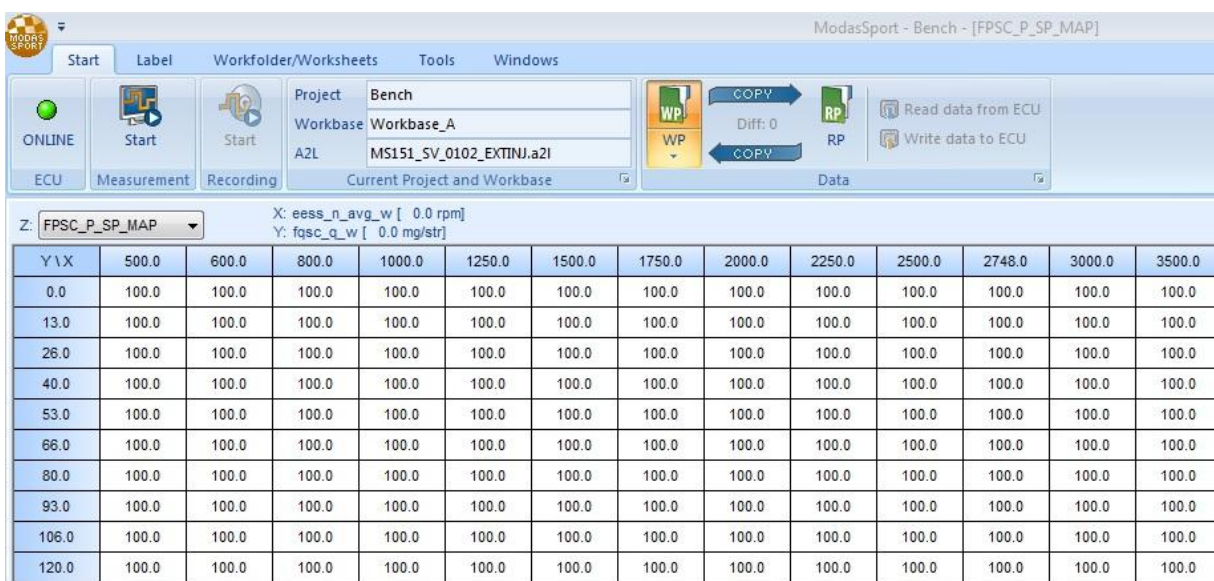 ModasSport - Bench - [FPSC_P_SP_MAP]
MODAS
SPORT
Start Label Workfolder/Worksheets Tools Windows
ONLINE
ECU
Start
Measurement
Start
Recording
Project Bench
Workbase Workbase_A
A2L MS151_SV_0102_EXTINJ.a2l
Current Project and Workbase
WP
WP
COPY
Diff: 0
COPY
RP
RP
Read data from ECU
Write data to ECU
Data
Z: FPSC_P_SP_MAP
X: eess_n_avg_w [ 0.0 rpm]
Y: fqsc_q_w [ 0.0 mg/str]
Y \ X 500.0 600.0 800.0 1000.0 1250.0 1500.0 1750.0 2000.0 2250.0 2500.0 2748.0 3000.0 3500.0
0.0 100.0 100.0 100.0 100.0 100.0 100.0 100.0 100.0 100.0 100.0 100.0 100.0 100.0
13.0 100.0 100.0 100.0 100.0 100.0 100.0 100.0 100.0 100.0 100.0 100.0 100.0 100.0
26.0 100.0 100.0 100.0 100.0 100.0 100.0 100.0 100.0 100.0 100.0 100.0 100.0 100.0
40.0 100.0 100.0 100.0 100.0 100.0 100.0 100.0 100.0 100.0 100.0 100.0 100.0 100.0
53.0 100.0 100.0 100.0 100.0 100.0 100.0 100.0 100.0 100.0 100.0 100.0 100.0 100.0
66.0 100.0 100.0 100.0 100.0 100.0 100.0 100.0 100.0 100.0 100.0 100.0 100.0 100.0
80.0 100.0 100.0 100.0 100.0 100.0 100.0 100.0 100.0 100.0 100.0 100.0 100.0 100.0
93.0 100.0 100.0 100.0 100.0 100.0 100.0 100.0 100.0 100.0 100.0 100.0 100.0 100.0
106.0 100.0 100.0 100.0 100.0 100.0 100.0 100.0 100.0 100.0 100.0 100.0 100.0 100.0
120.0 100.0 100.0 100.0 100.0 100.0 100.0 100.0 100.0 100.0 100.0 100.0 100.0 100.0